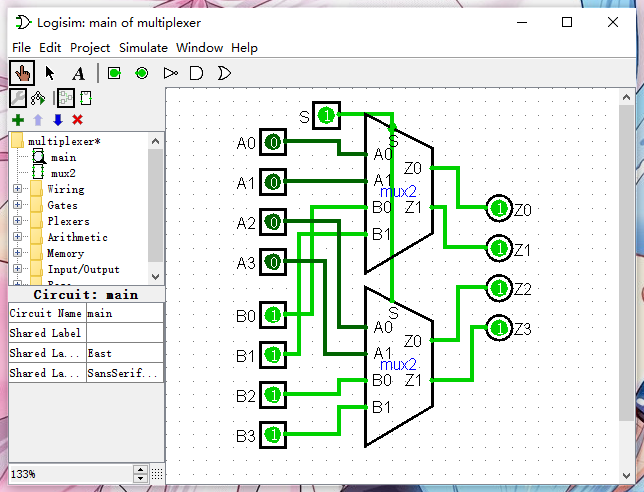 Logisim: main of multiplexer
File Edit Project Simulate Window Help
A
multiplexer*
main
mux2
Wiring
Gates
Plexers
Arithmetic
Memory
Input/Output
Circuit: main
Circuit Name main
Shared Label
Shared La... East
Shared La... SansSerif...
133%
S 1
A0 0
A1 0
A2 0
A3 0
B0 1
B1 1
B2 1
B3 1
S
A0 Z0
A1
mux2
B0 Z1
B1
S
A0 Z0
A1
mux2
B0 Z1
B1
1 Z0
1 Z1
1 Z2
1 Z3